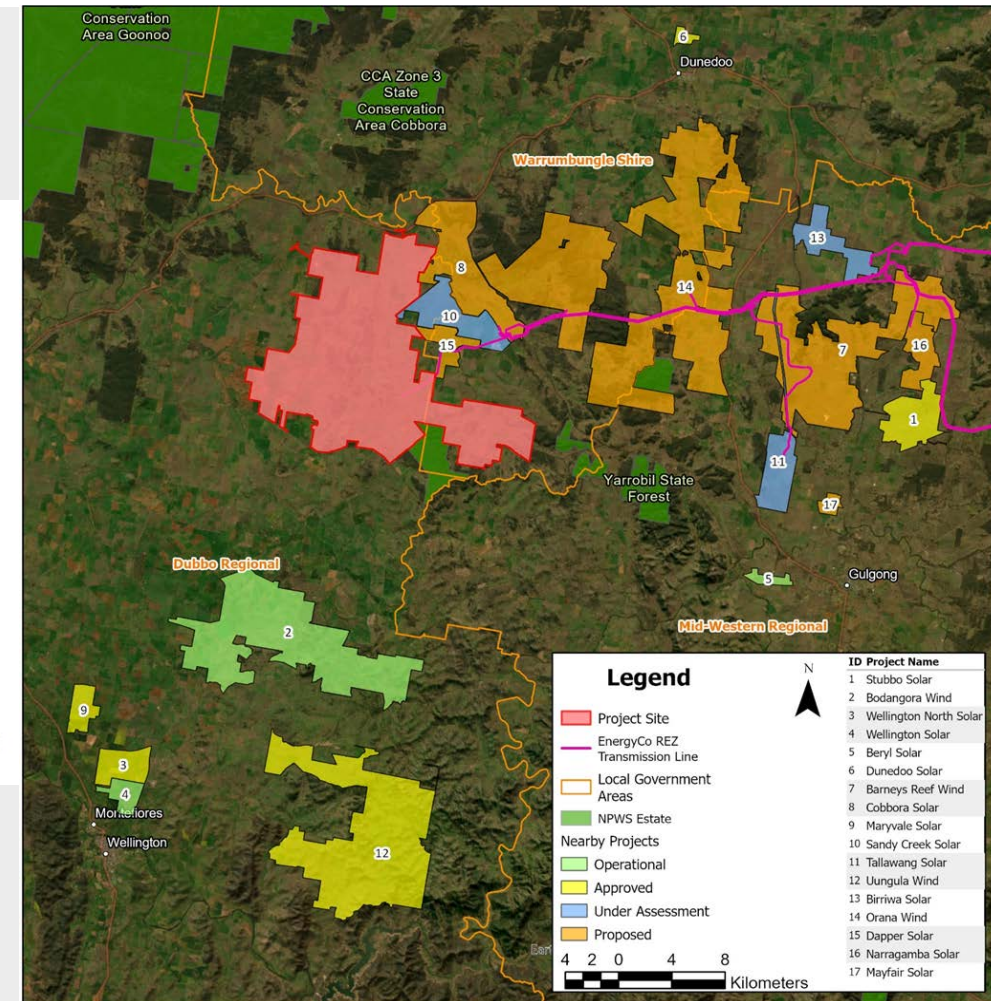 Conservation
Area Goonoo
6
Dunedoo
CCA Zone 3
State
Conservation
Area Cobbora
Warrumbungle Shire
13
8
14
10
15
7
16
1
11
Yarrobil State
Forest
17
5
Gulgong
Dubbo Regional
Mid-Western Regional
2
9
3
4
Montefiores
Wellington
12
Legend
Project Site
EnergyCo REZ
Transmission Line
Local Government
Areas
NPWS Estate
Nearby Projects
Operational
Approved
Under Assessment
Proposed
4 2 0 4 8
Kilometers
N
ID Project Name
1 Stubbo Solar
2 Bodangora Wind
3 Wellington North Solar
4 Wellington Solar
5 Beryl Solar
6 Dunedoo Solar
7 Barneys Reef Wind
8 Cobbora Solar
9 Maryvale Solar
10 Sandy Creek Solar
11 Tallawang Solar
12 Uungula Wind
13 Birriwa Solar
14 Orana Wind
15 Dapper Solar
16 Narragamba Solar
17 Mayfair Solar